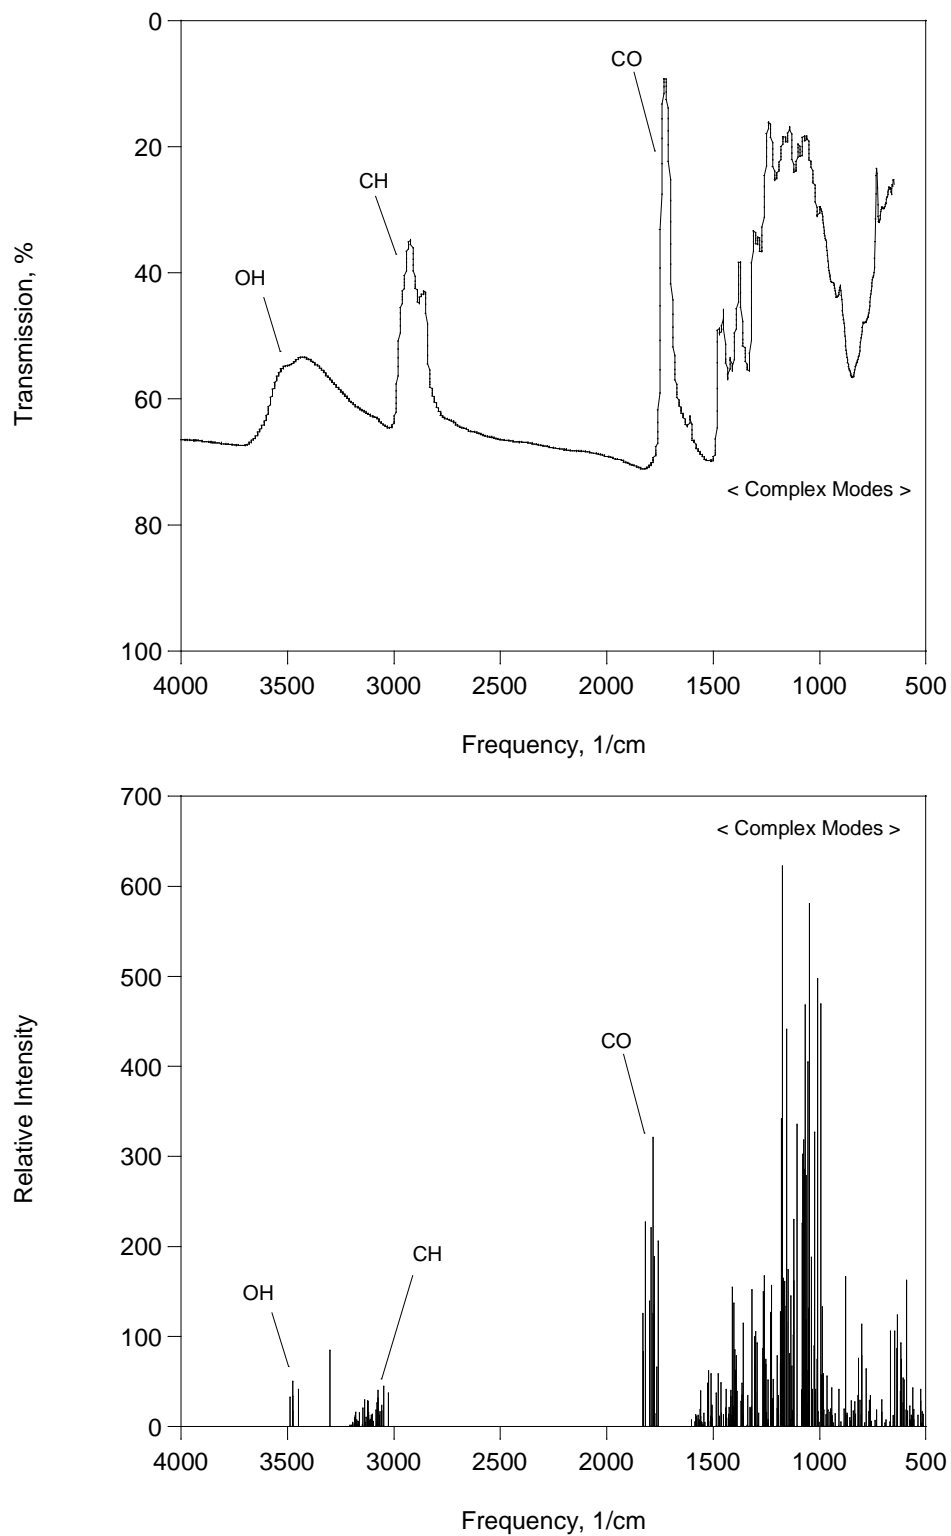 0
20
40
60
80
100
Transmission, %
OH
CH
CO
< Complex Modes >
4000 3500 3000 2500 2000 1500 1000 500
Frequency, 1/cm
700
600
500
400
300
200
100
0
Relative Intensity
< Complex Modes >
CO
CH
OH
4000 3500 3000 2500 2000 1500 1000 500
Frequency, 1/cm